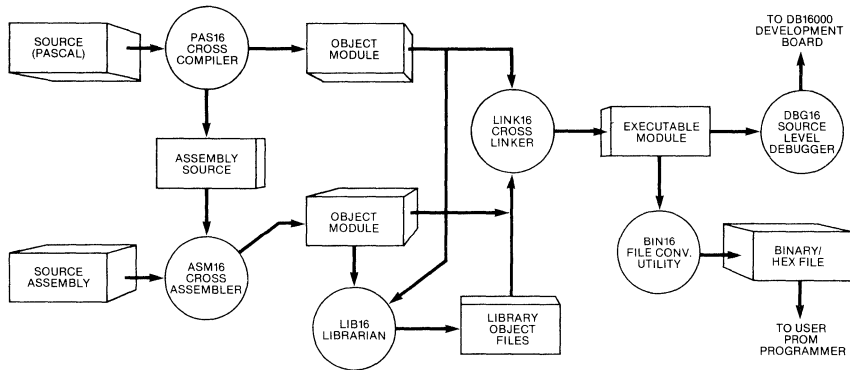 SOURCE
(PASCAL)
PAS16
CROSS
COMPILER
OBJECT
MODULE
TO DB16000
DEVELOPMENT
BOARD
LINK16
CROSS
LINKER
EXECUTABLE
MODULE
DBG16
SOURCE
LEVEL
DEBUGGER
ASSEMBLY
SOURCE
OBJECT
MODULE
SOURCE
ASSEMBLY
ASM16
CROSS
ASSEMBLER
BIN16
FILE CONV.
UTILITY
BINARY/
HEX FILE
LIB16
LIBRARIAN
LIBRARY
OBJECT
FILES
TO USER
PROM
PROGRAMMER